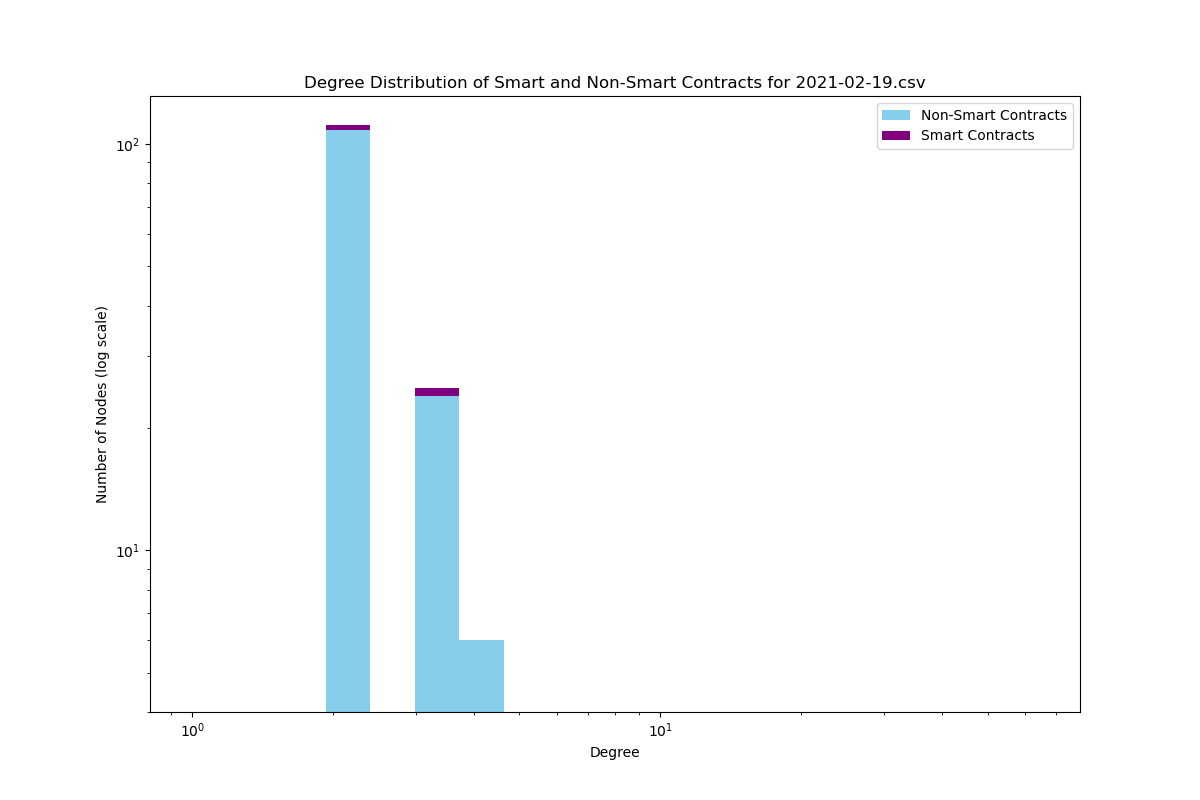 Degree Distribution of Smart and Non-Smart Contracts for 2021-02-19.csv
Non-Smart Contracts
Smart Contracts
Number of Nodes (log scale)
10²
10¹
10⁰
10¹
Degree